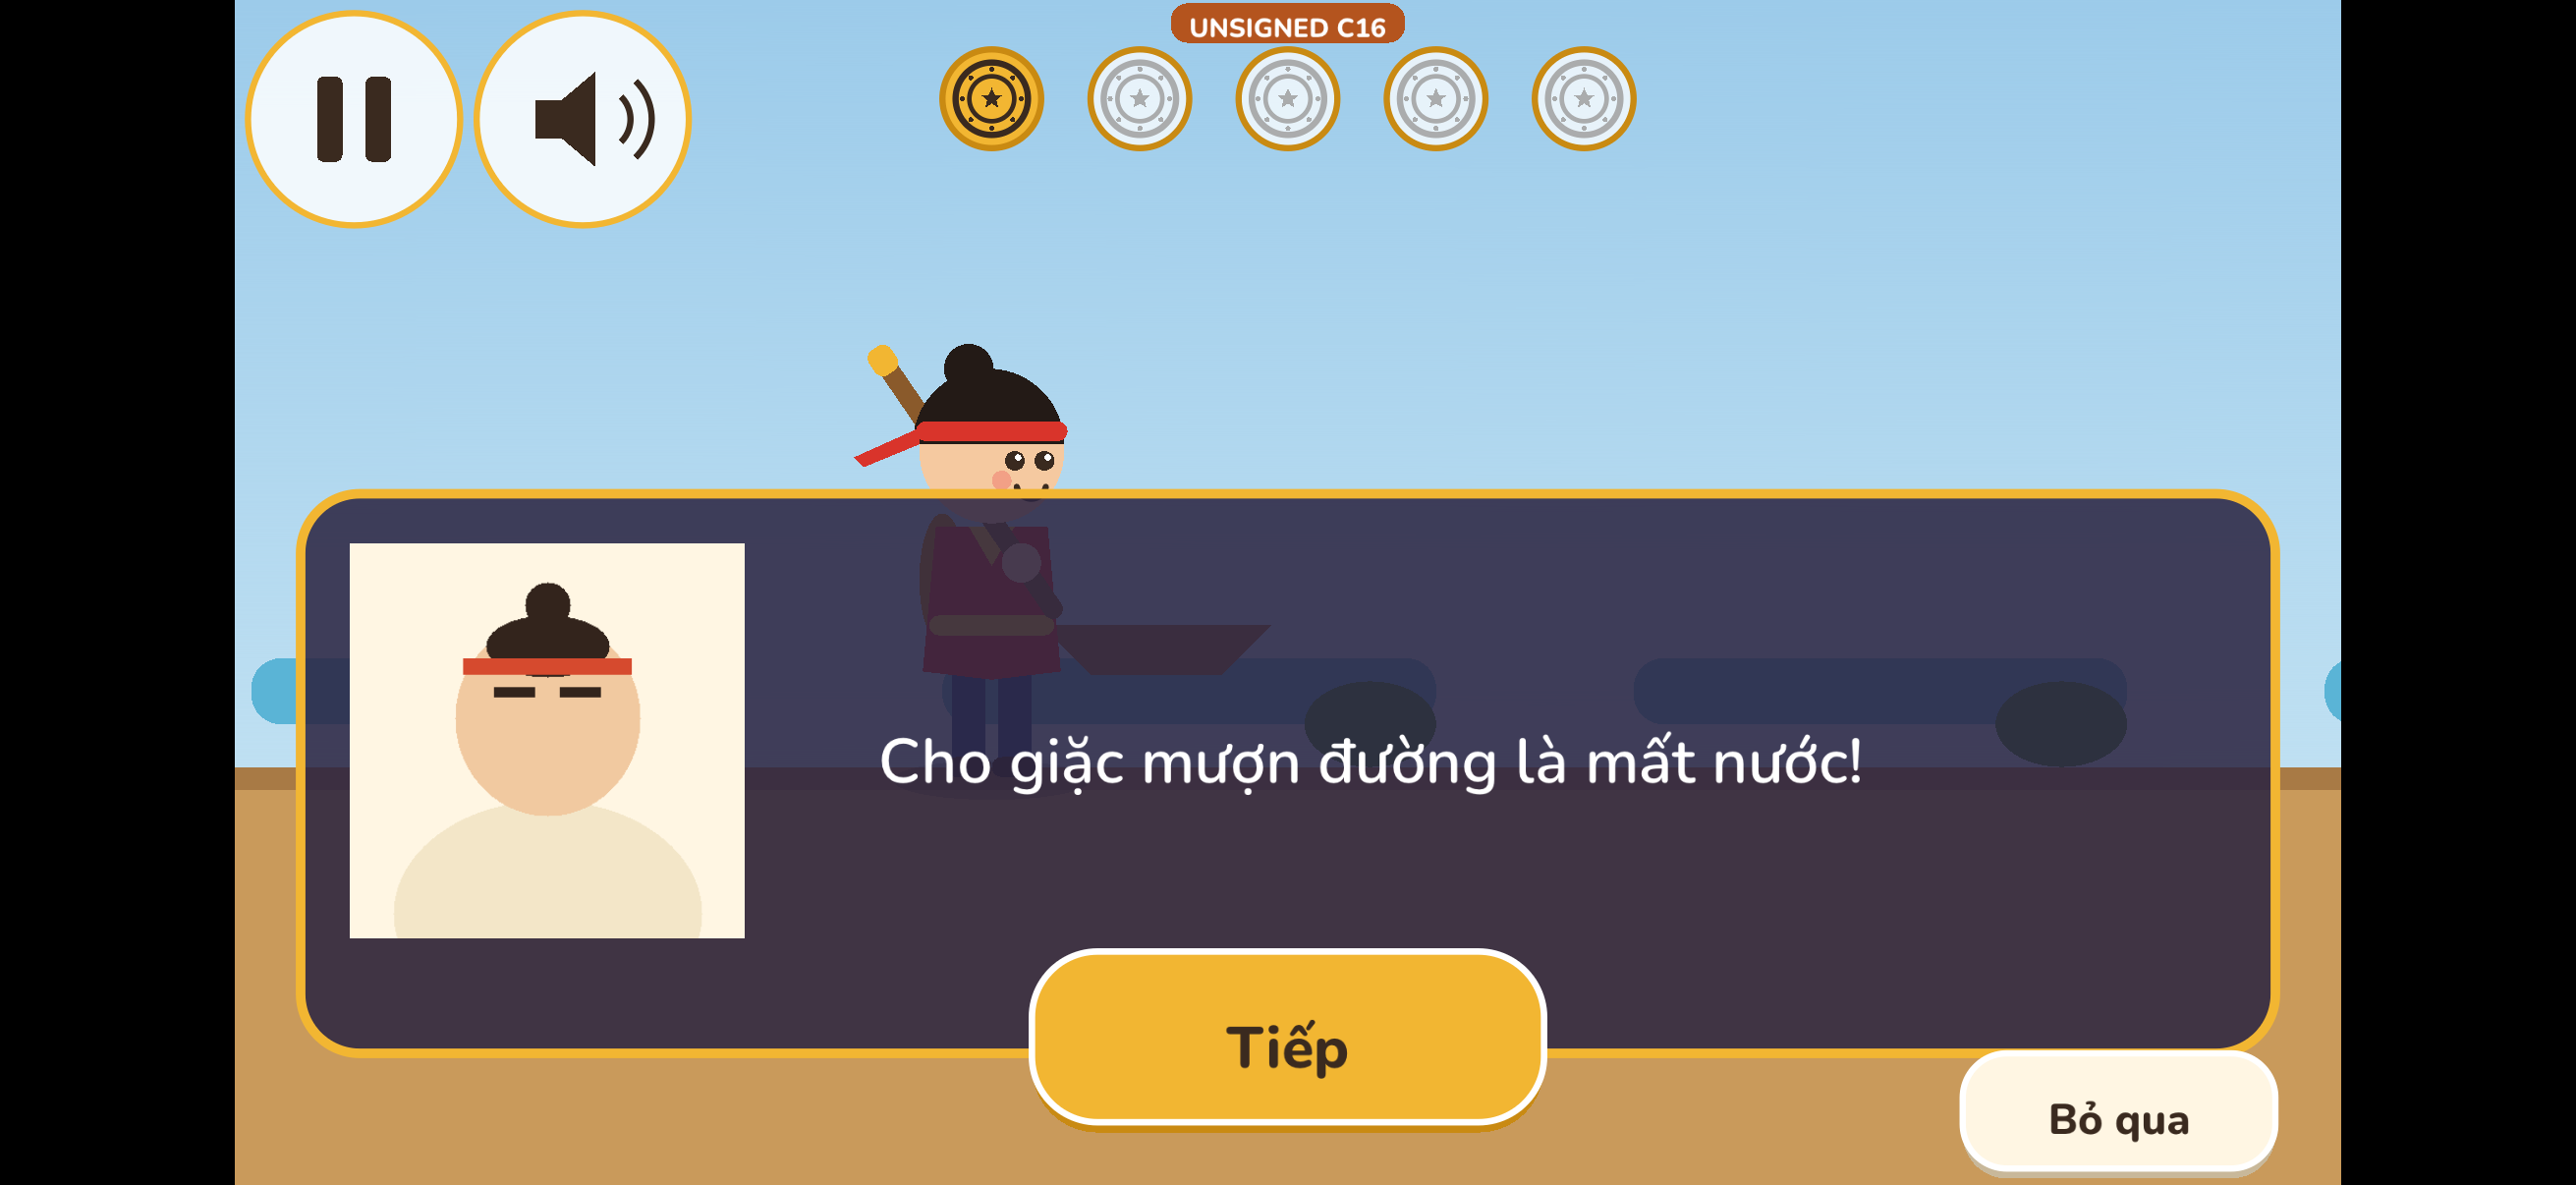 UNSIGNED C16
Cho giặc mượn đường là mất nước!
Tiếp
Bỏ qua